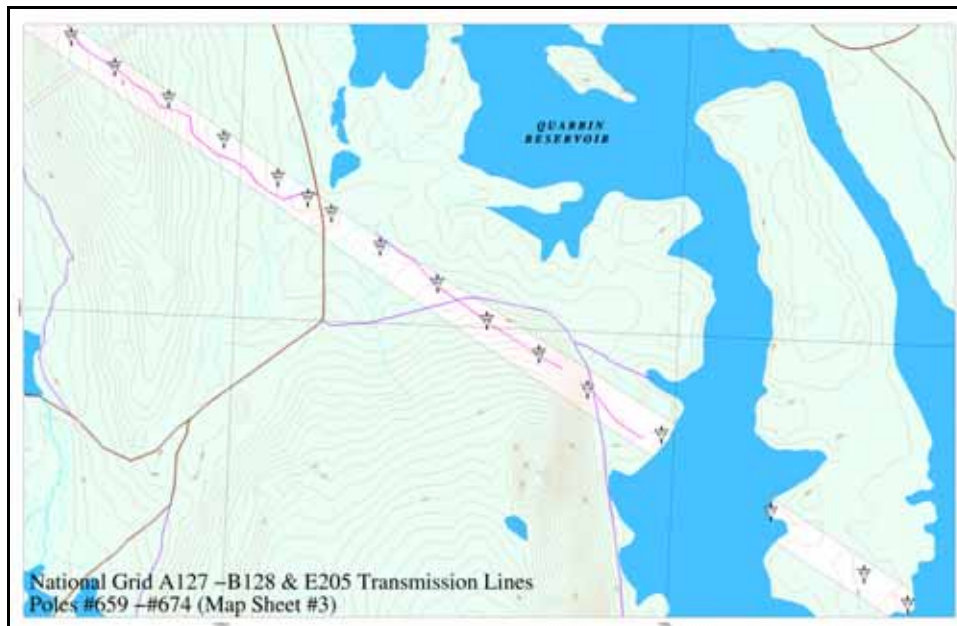 QUABBIN
RESERVOIR
National Grid A127 –B128 & E205 Transmission Lines
Poles #659 –#674 (Map Sheet #3)